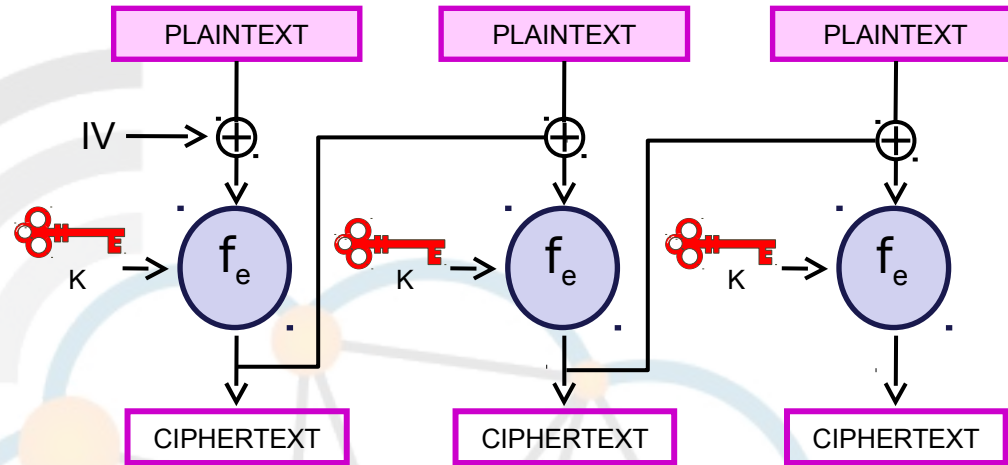 PLAINTEXT PLAINTEXT PLAINTEXT
IV
K K K
fe fe fe
CIPHERTEXT CIPHERTEXT CIPHERTEXT